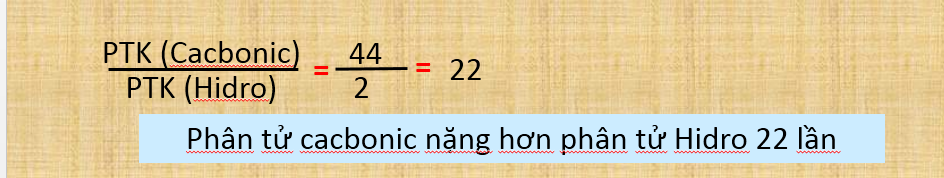 PTK (Cacbonic)
PTK (Hidro)
= 44
2
= 22
Phân tử cacbonic nặng hơn phân tử Hidro 22 lần